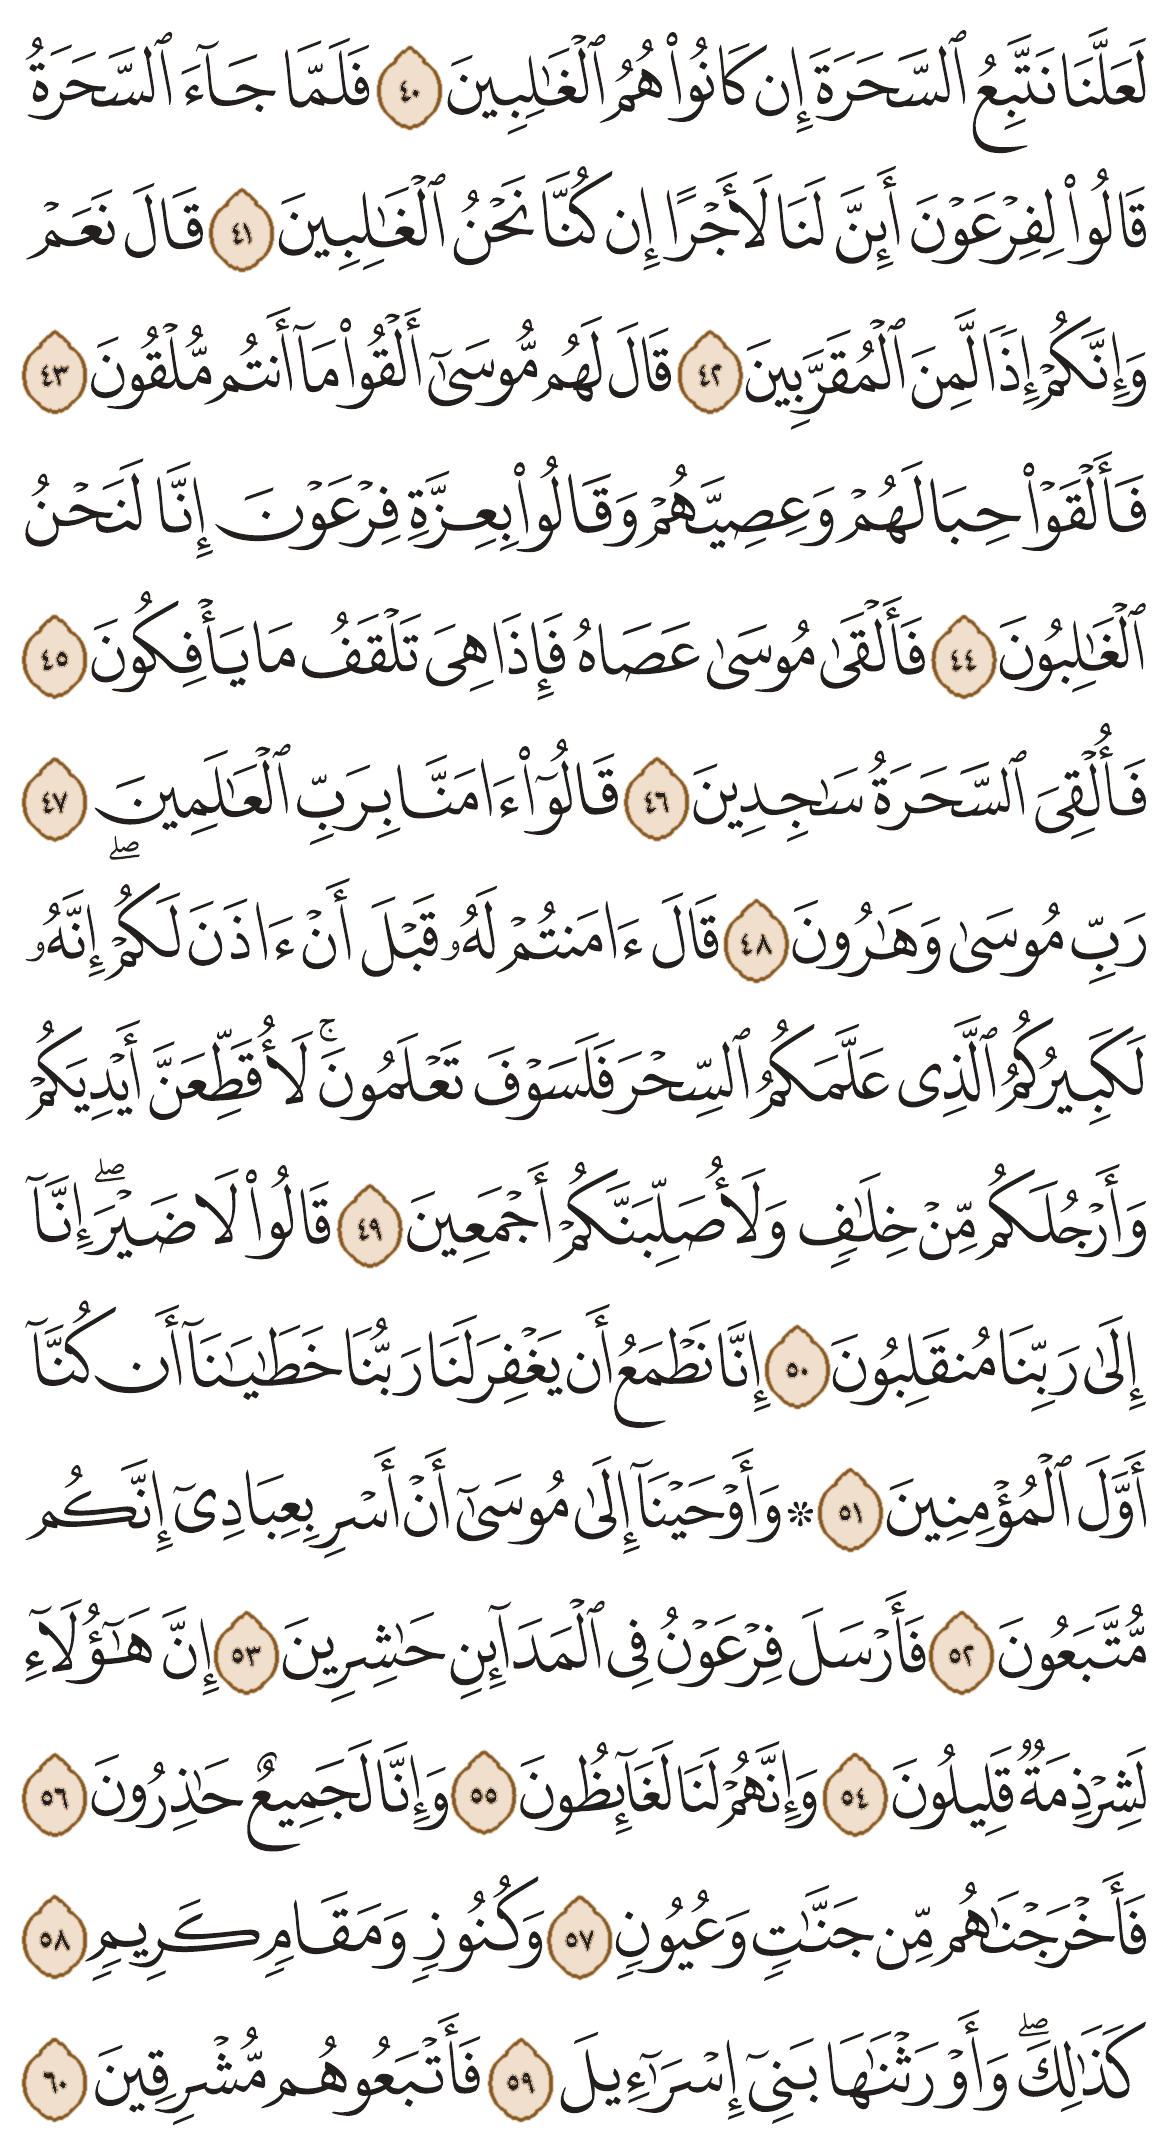 لَعَلَّنَا نَتَّبِعُ ٱلسَّحَرَةَ إِن كَانُوا۟ هُمُ ٱلْغَـٰلِبِينَ ٤٠ فَلَمَّا جَآءَ ٱلسَّحَرَةُ
قَالُوا۟ لِفِرْعَوْنَ أَئِنَّ لَنَا لَأَجْرًا إِن كُنَّا نَحْنُ ٱلْغَـٰلِبِينَ ٤١ قَالَ نَعَمْ
وَإِنَّكُمْ إِذًا لَّمِنَ ٱلْمُقَرَّبِينَ ٤٢ قَالَ لَهُم مُّوسَىٰٓ أَلْقُوا۟ مَآ أَنتُم مُّلْقُونَ ٤٣
فَأَلْقَوْا۟ حِبَالَهُمْ وَعِصِيَّهُمْ وَقَالُوا۟ بِعِزَّةِ فِرْعَوْنَ إِنَّا لَنَحْنُ
ٱلْغَـٰلِبُونَ ٤٤ فَأَلْقَىٰ مُوسَىٰ عَصَاهُ فَإِذَا هِىَ تَلْقَفُ مَا يَأْفِكُونَ ٤٥
فَأُلْقِىَ ٱلسَّحَرَةُ سَـٰجِدِينَ ٤٦ قَالُوٓا۟ ءَامَنَّا بِرَبِّ ٱلْعَـٰلَمِينَ ٤٧
رَبِّ مُوسَىٰ وَهَـٰرُونَ ٤٨ قَالَ ءَامَنتُمْ لَهُۥ قَبْلَ أَنْ ءَاذَنَ لَكُمْ ۖ إِنَّهُۥ
لَكَبِيرُكُمُ ٱلَّذِى عَلَّمَكُمُ ٱلسِّحْرَ فَلَسَوْفَ تَعْلَمُونَ ۚ لَأُقَطِّعَنَّ أَيْدِيَكُمْ
وَأَرْجُلَكُم مِّنْ خِلَـٰفٍ وَلَأُصَلِّبَنَّكُمْ أَجْمَعِينَ ٤٩ قَالُوا۟ لَا ضَيْرَ ۖ إِنَّآ
إِلَىٰ رَبِّنَا مُنقَلِبُونَ ٥٠ إِنَّا نَطْمَعُ أَن يَغْفِرَ لَنَا رَبُّنَا خَطَـٰيَـٰنَآ أَن كُنَّآ
أَوَّلَ ٱلْمُؤْمِنِينَ ٥١ ۞ وَأَوْحَيْنَآ إِلَىٰ مُوسَىٰٓ أَنْ أَسْرِ بِعِبَادِىٓ إِنَّكُم
مُّتَّبَعُونَ ٥٢ فَأَرْسَلَ فِرْعَوْنُ فِى ٱلْمَدَآئِنِ حَـٰشِرِينَ ٥٣ إِنَّ هَـٰٓؤُلَآءِ
لَشِرْذِمَةٌ قَلِيلُونَ ٥٤ وَإِنَّهُمْ لَنَا لَغَآئِظُونَ ٥٥ وَإِنَّا لَجَمِيعٌ حَـٰذِرُونَ ٥٦
فَأَخْرَجْنَـٰهُم مِّن جَنَّـٰتٍ وَعُيُونٍ ٥٧ وَكُنُوزٍ وَمَقَامٍ كَرِيمٍ ٥٨
كَذَٰلِكَ ۖ وَأَوْرَثْنَـٰهَا بَنِىٓ إِسْرَٰٓءِيلَ ٥٩ فَأَتْبَعُوهُم مُّشْرِقِينَ ٦٠